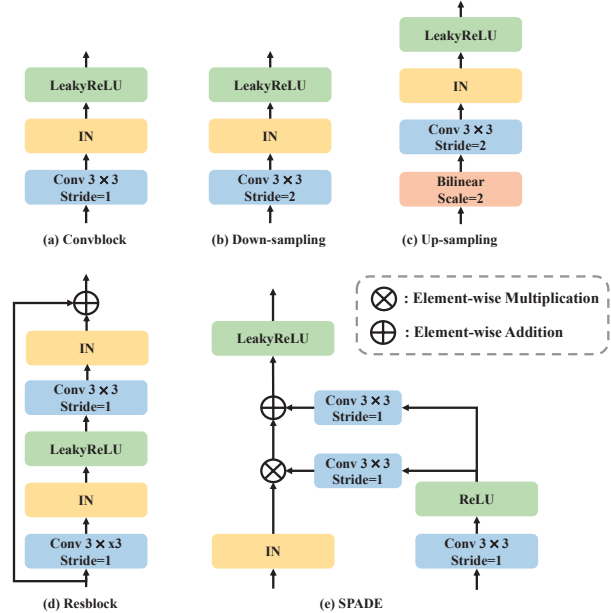 LeakyReLU
IN
Conv 3 × 3
Stride=1
(a) Convblock
LeakyReLU
IN
Conv 3 × 3
Stride=2
(b) Down-sampling
LeakyReLU
IN
Conv 3 × 3
Stride=2
Bilinear
Scale=2
(c) Up-sampling
IN
Conv 3 × 3
Stride=1
LeakyReLU
IN
Conv 3 × x3
Stride=1
(d) Resblock
: Element-wise Multiplication
: Element-wise Addition
LeakyReLU
Conv 3 × 3
Stride=1
Conv 3 × 3
Stride=1
ReLU
IN
Conv 3 × 3
Stride=1
(e) SPADE